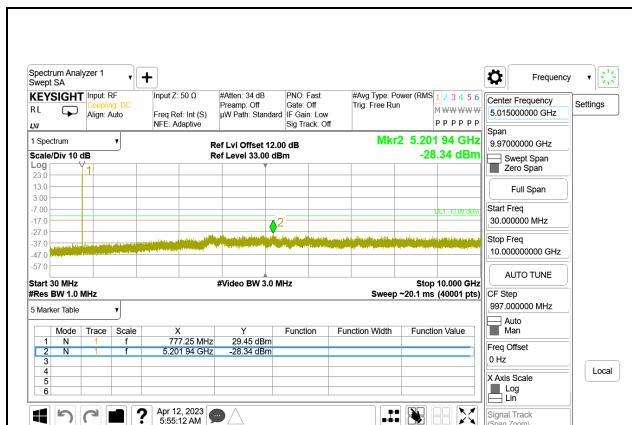 Spectrum Analyzer 1
Swept SA
Frequency
KEYSIGHT
Input: RF
Input Z: 50 Ω
#Atten: 34 dB
PNO: Fast
#Avg Type: Power (RMS
1 2 3 4 5 6
RL
Coupling: DC
Preamp: Off
Gate: Off
Trig: Free Run
M W W W W W
Align: Auto
Freq Ref: Int (S)
µW Path: Standard
IF Gain: Low
NFE: Adaptive
Sig Track: Off
P P P P P P
LXI
Center Frequency
5.015000000 GHz
Settings
1 Spectrum
Ref Lvl Offset 12.00 dB
Mkr2 5.201 94 GHz
Scale/Div 10 dB
Ref Level 33.00 dBm
-28.34 dBm
Span
9.97000000 GHz
Swept Span
Zero Span
Full Span
Log
1
23.0
13.0
3.00
-7.00
DL1 -13.00 dBm
-17.0
2
-27.0
-37.0
-47.0
-57.0
Start Freq
30.000000 MHz
Stop Freq
10.000000000 GHz
AUTO TUNE
Start 30 MHz
#Video BW 3.0 MHz
Stop 10.000 GHz
#Res BW 1.0 MHz
Sweep ~20.1 ms (40001 pts)
CF Step
997.000000 MHz
Auto
Man
5 Marker Table
Mode Trace Scale X Y Function Function Width Function Value
1 N 1 f 777.25 MHz 29.45 dBm
2 N 1 f 5.201 94 GHz -28.34 dBm
3
4
5
6
Freq Offset
0 Hz
Local
X Axis Scale
Log
Lin
Signal Track
(Span Zoom)
?
Apr 12, 2023
5:55:12 AM